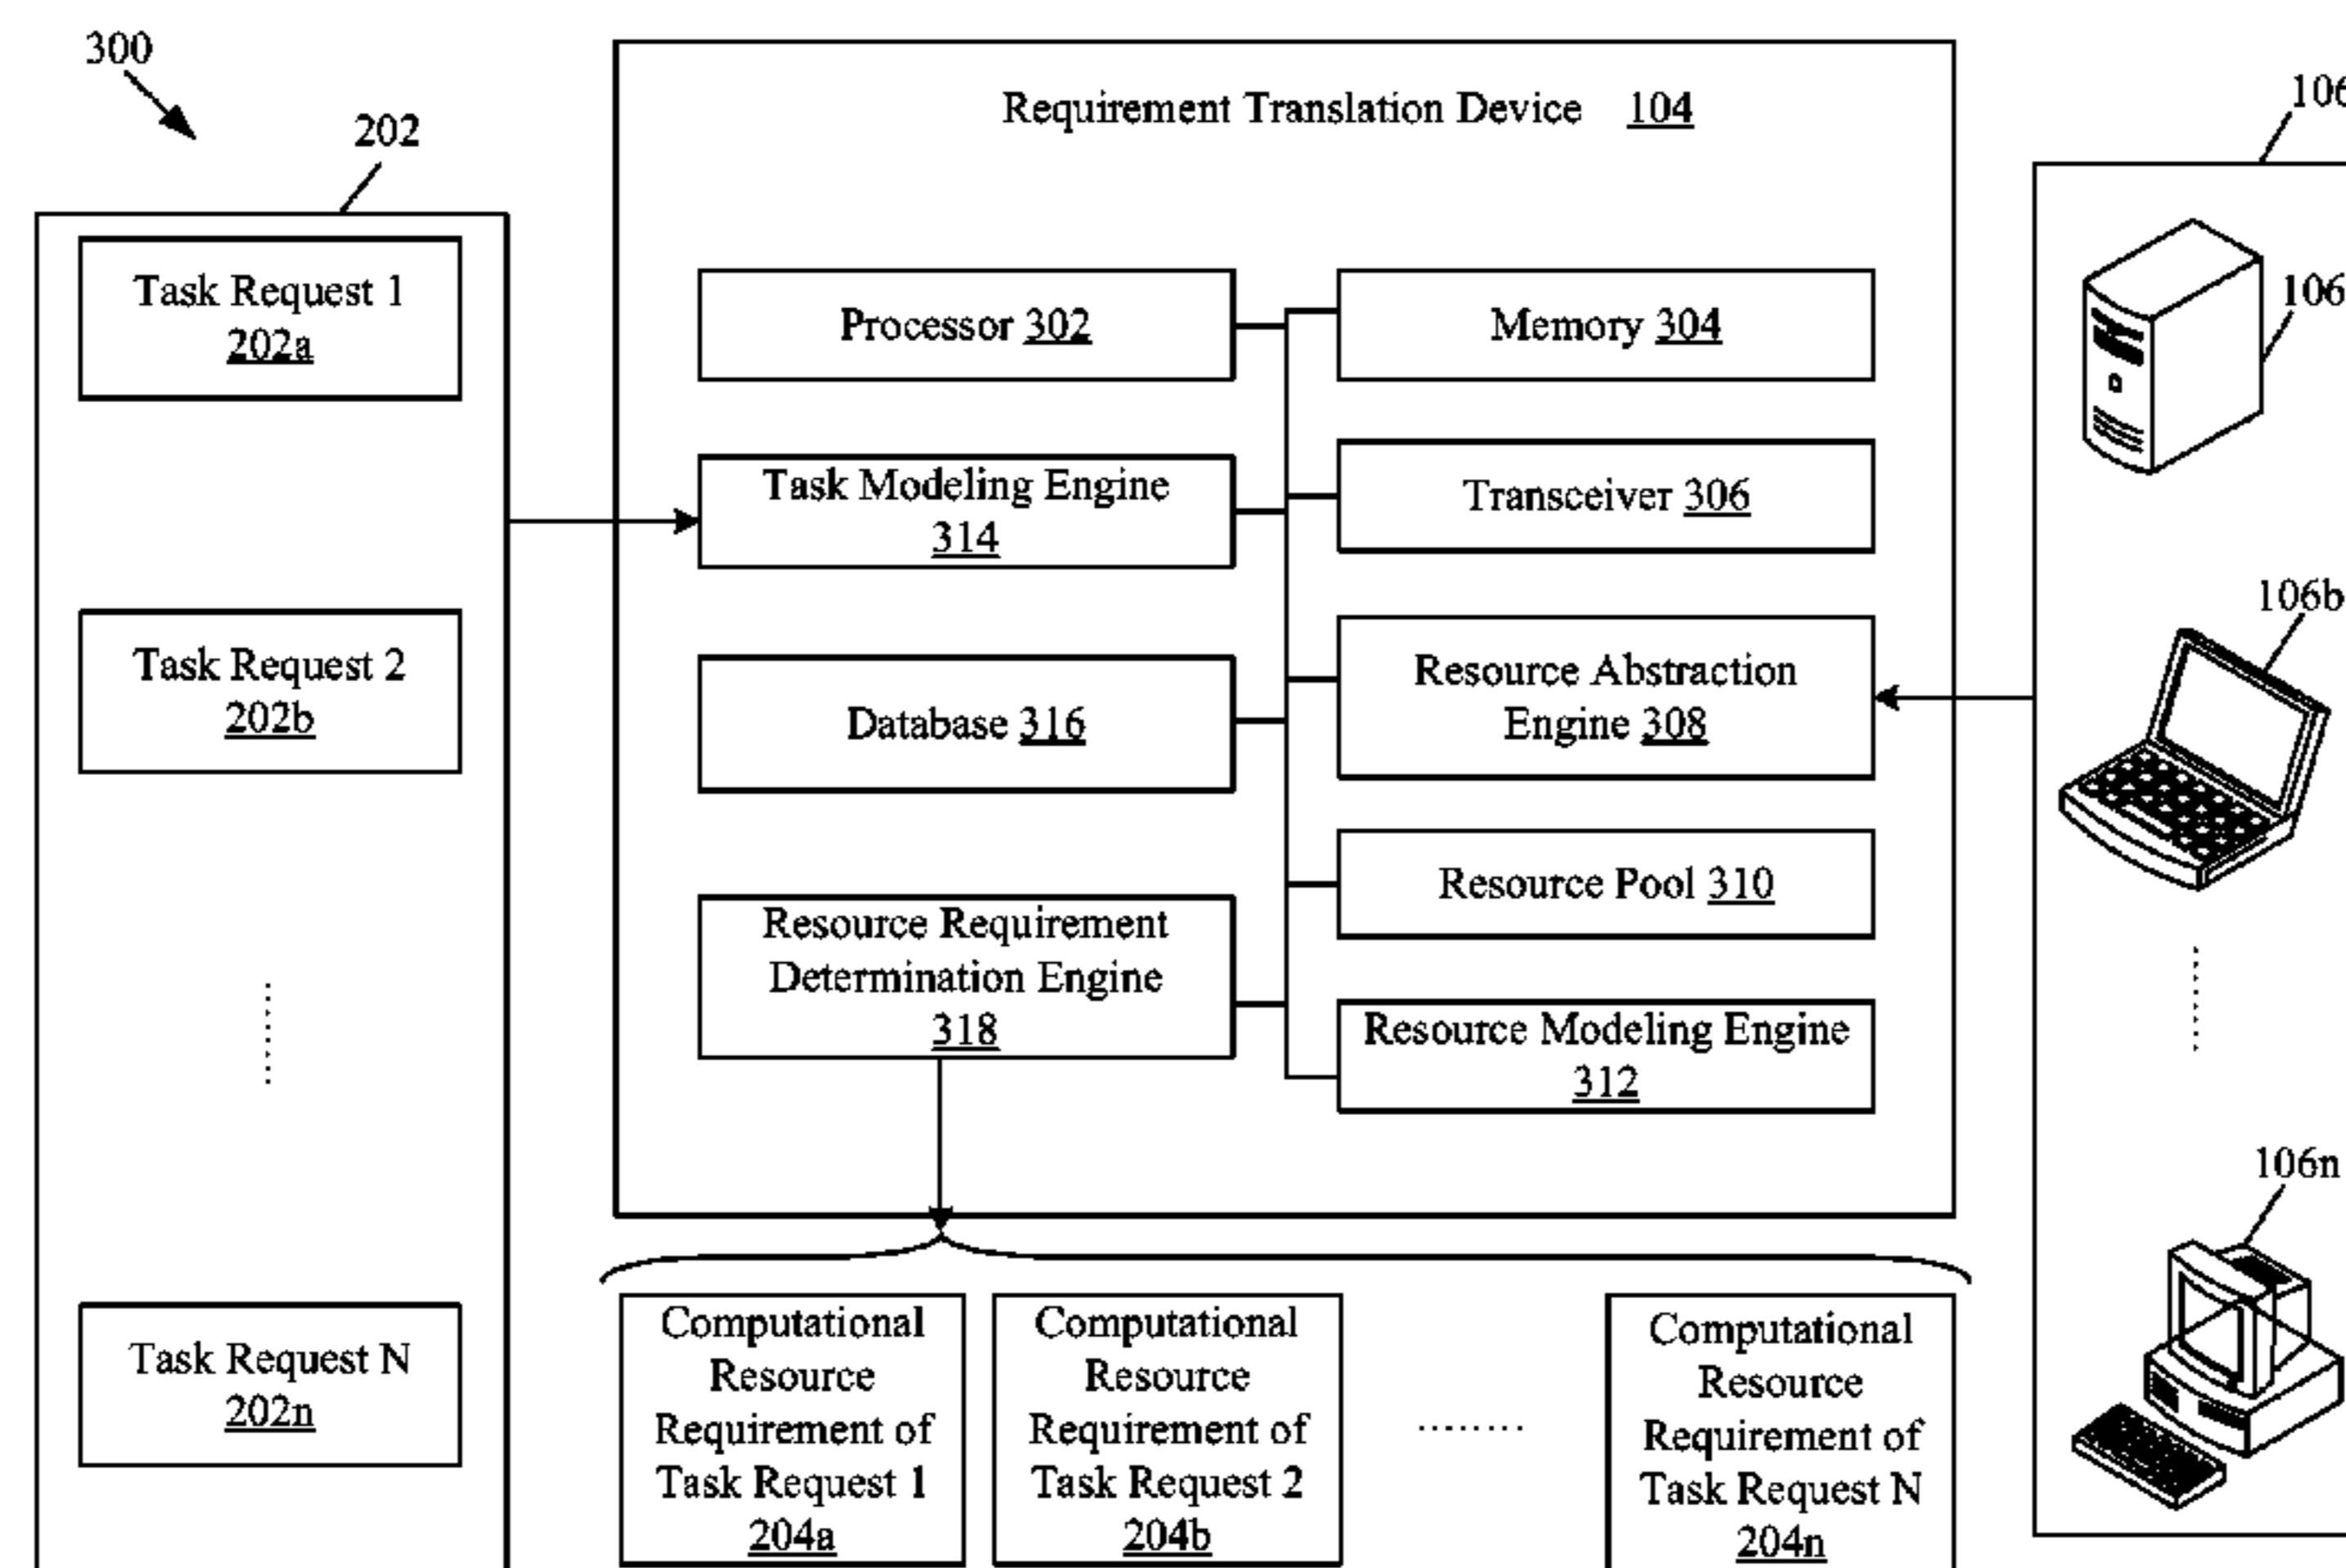 300
202
Task Request 1
202a
Task Request 2
202b
Task Request N
202n
Requirement Translation Device 104
Processor 302
Memory 304
Task Modeling Engine
314
Transceiver 306
Database 316
Resource Abstraction
Engine 308
Resource Pool 310
Resource Requirement
Determination Engine
318
Resource Modeling Engine
312
Computational
Resource
Requirement of
Task Request 1
204a
Computational
Resource
Requirement of
Task Request 2
204b
Computational
Resource
Requirement of
Task Request N
204n
106
106
106b
106n